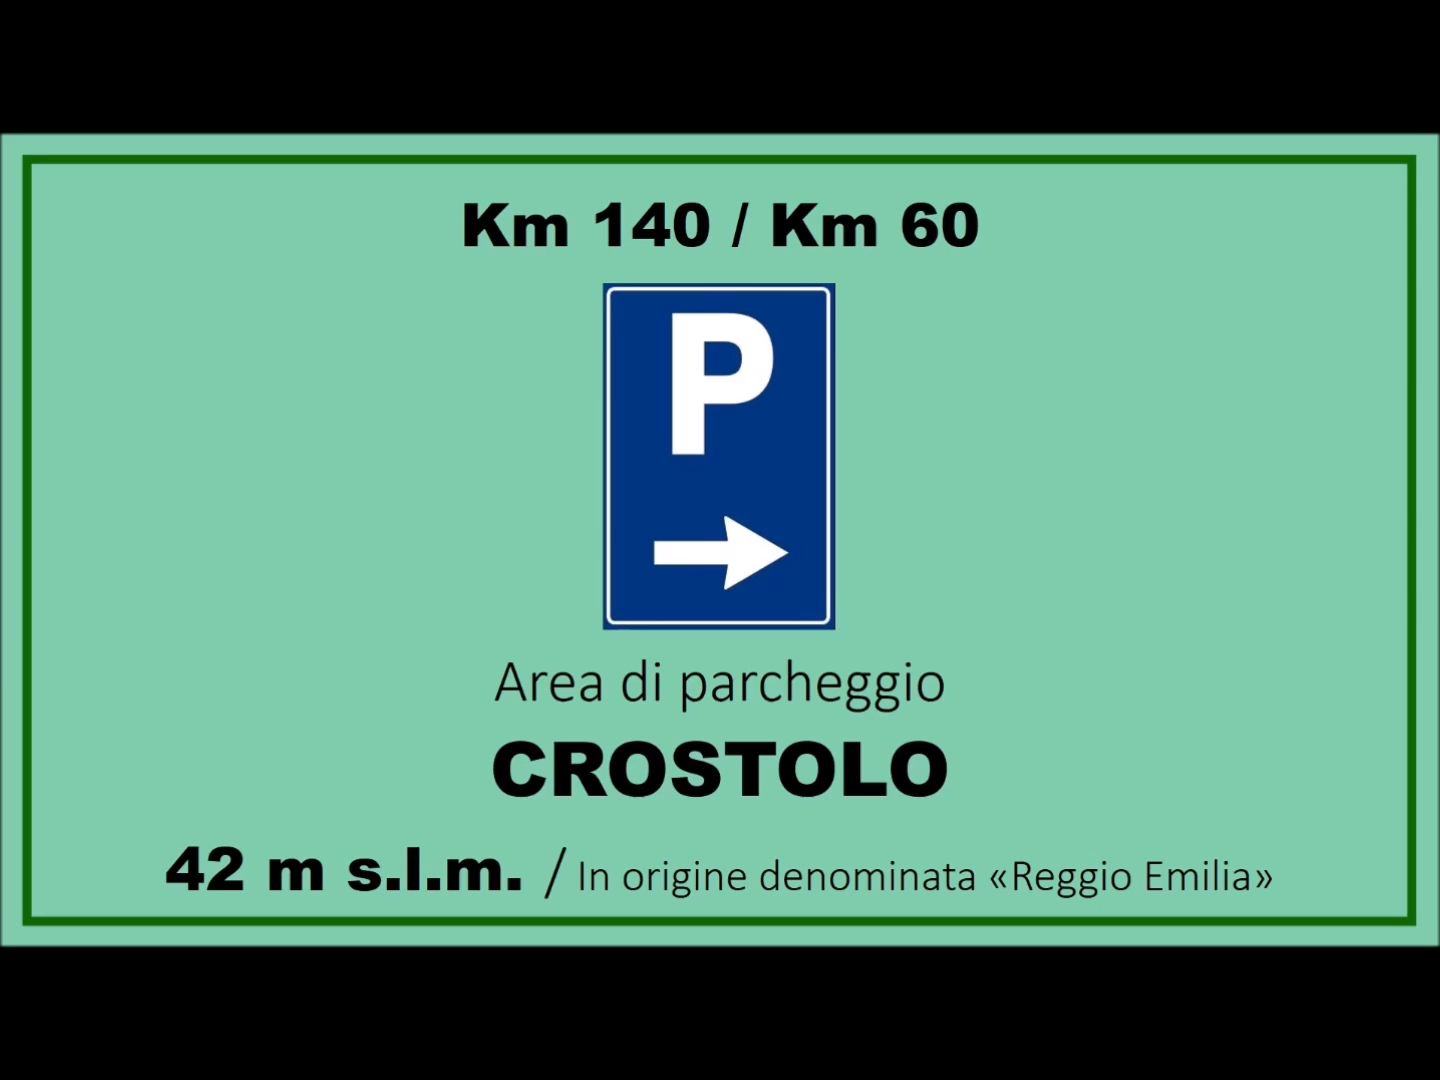 Km 140 / Km 60
P
Area di parcheggio
CROSTOLO
42 m s.l.m. / In origine denominata «Reggio Emilia»